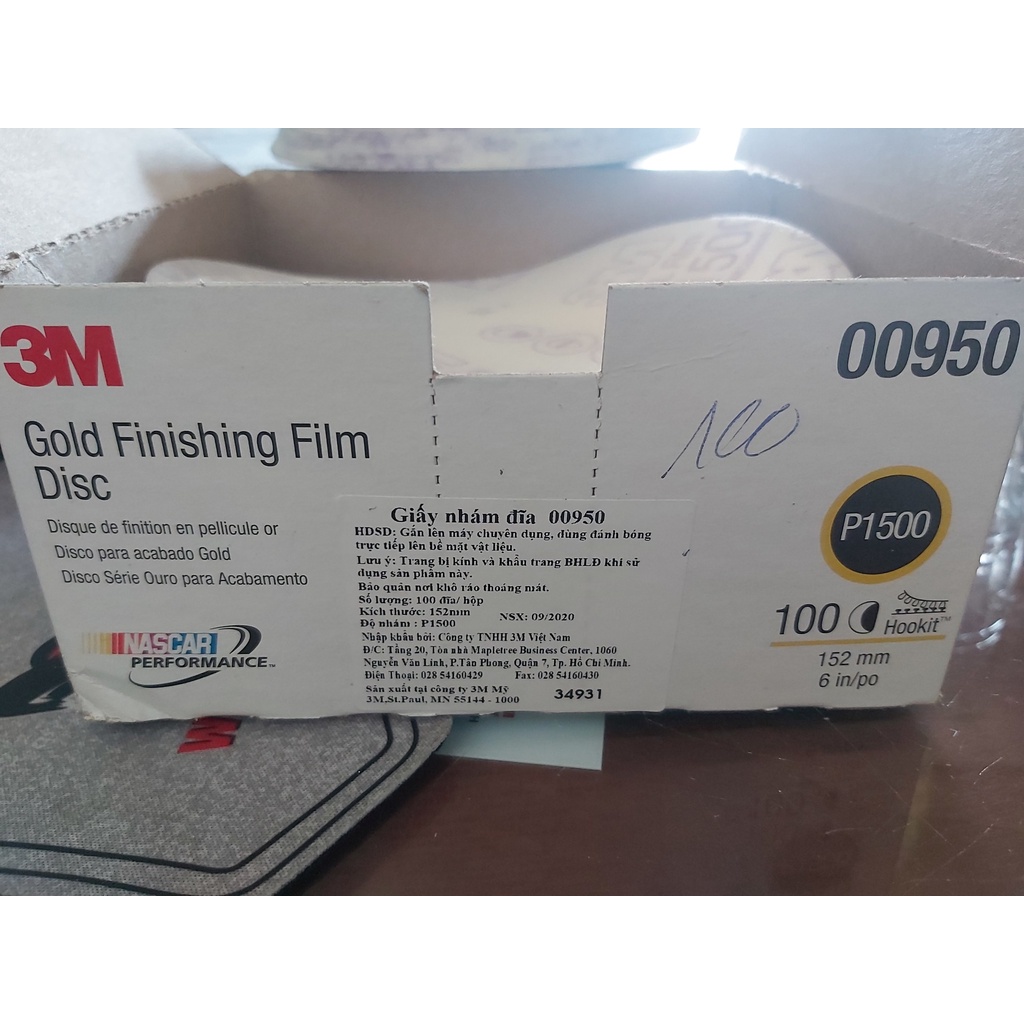 3M
00950
Gold Finishing Film
Disc
Disque de finition en pellicule or
Disco para acabado Gold
Disco Série Ouro para Acabamento
NASCAR
PERFORMANCE™
100
P1500
100
Hookit™
152 mm
6 in/po
Giấy nhám đĩa 00950
HDSD: Gắn lên máy chuyên dụng, dùng đánh bóng
trực tiếp lên bề mặt vật liệu.
Lưu ý: Trang bị kính và khẩu trang BHLĐ khi sử
dụng sản phẩm này.
Bảo quản nơi khô ráo thoáng mát.
Số lượng: 100 đĩa/ hộp
Kích thước: 152mm
NSX: 09/2020
Độ nhám : P1500
Nhập khẩu bởi: Công ty TNHH 3M Việt Nam
Đ/C: Tầng 20, Tòa nhà Mapletree Business Center, 1060
Nguyễn Văn Linh, P.Tân Phong, Quận 7, Tp. Hồ Chí Minh.
Điện Thoại: 028 54160429 Fax: 028 54160430
Sản xuất tại công ty 3M Mỹ
34931
3M,St.Paul, MN 55144 - 1000